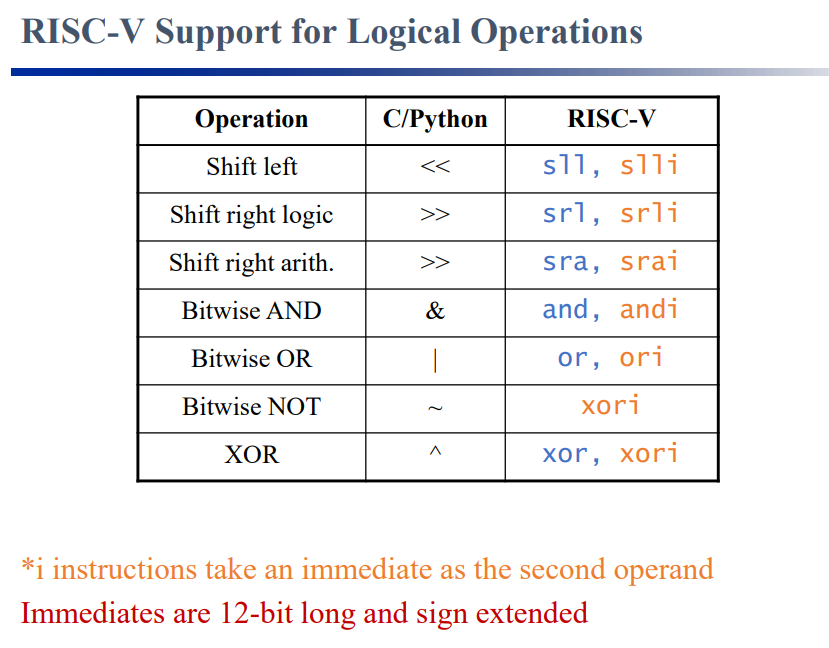 RISC-V Support for Logical Operations
Operation C/Python RISC-V
Shift left << sll, slli
Shift right logic >> srl, srli
Shift right arith. >> sra, srai
Bitwise AND & and, andi
Bitwise OR | or, ori
Bitwise NOT ~ xori
XOR ^ xor, xori
*i instructions take an immediate as the second operand
Immediates are 12-bit long and sign extended